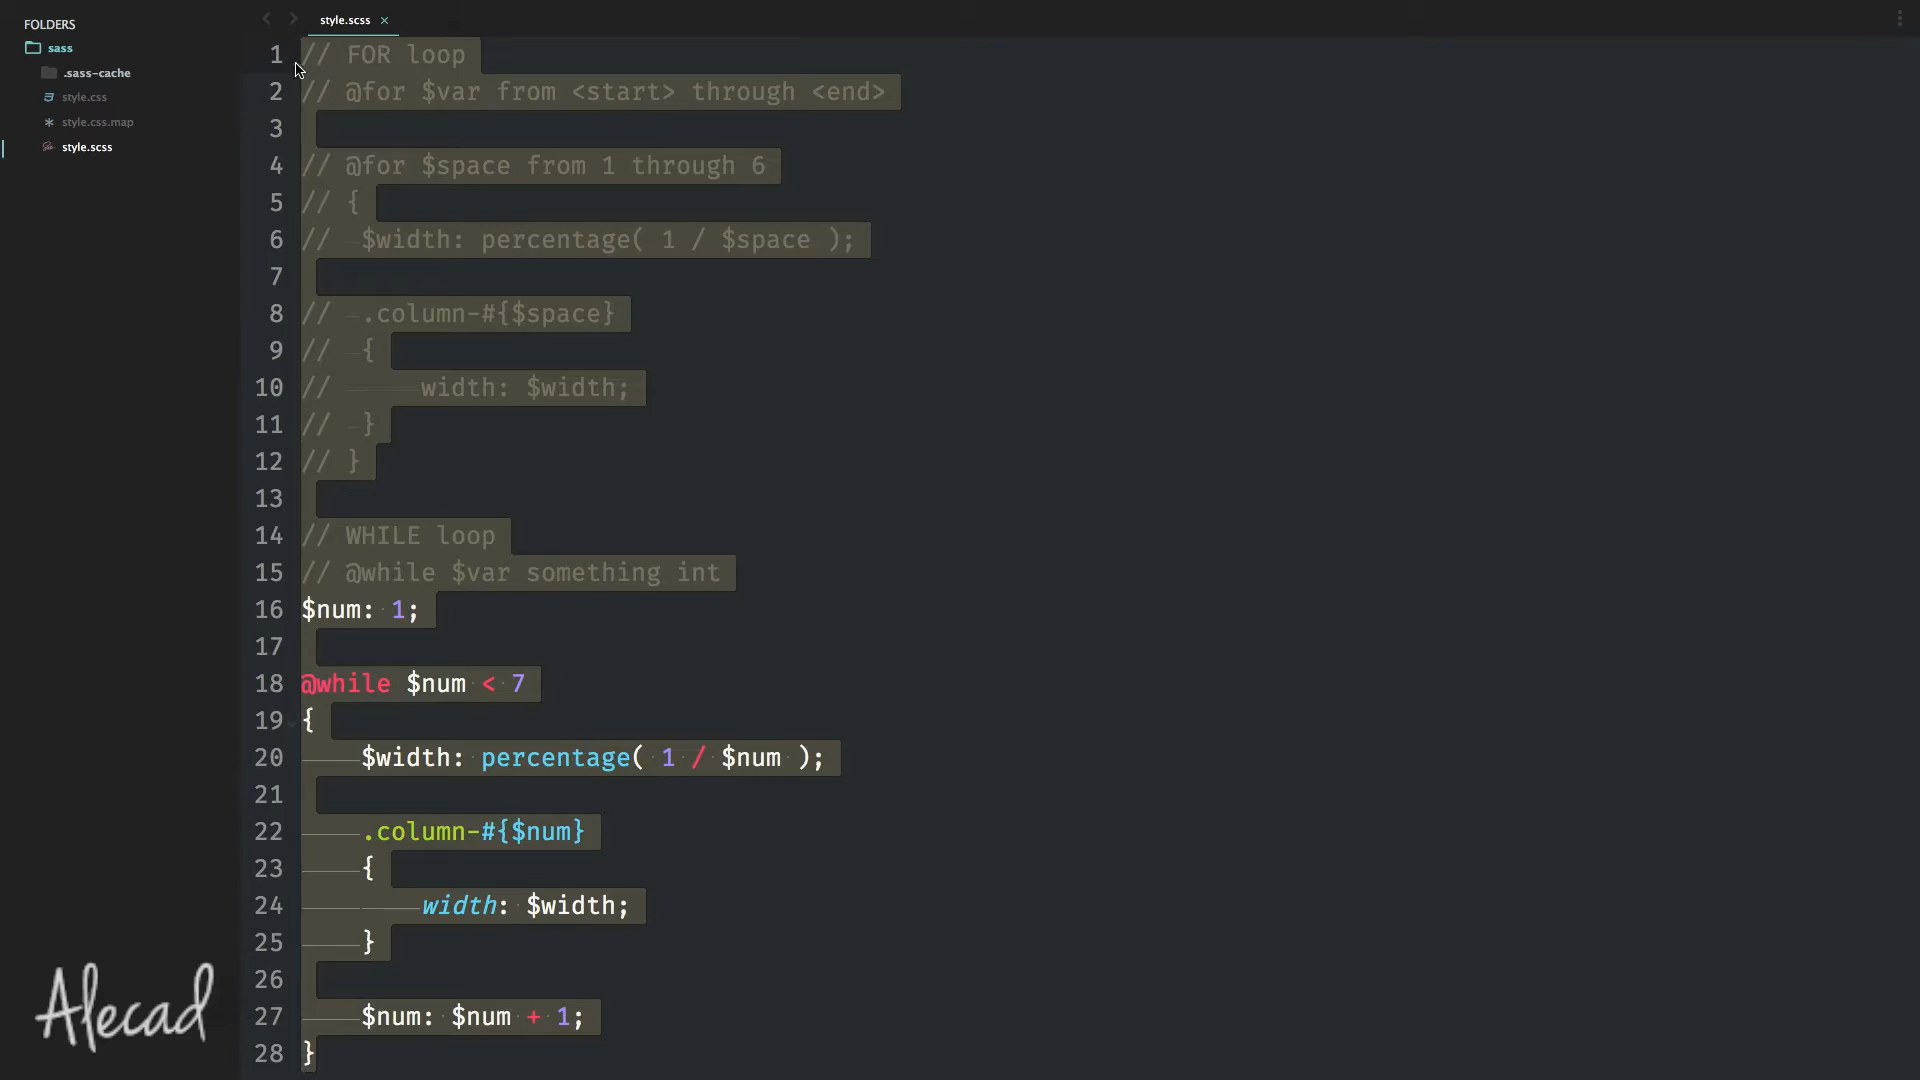 FOLDERS
sass
.sass-cache
style.css
style.css.map
style.scss
style.scss ×
1 // FOR loop
2 // @for $var from <start> through <end>
3
4 // @for $space from 1 through 6
5 // {
6 // $width: percentage( 1 / $space );
7
8 // .column-#{$space}
9 // {
10 // width: $width;
11 // }
12 // }
13
14 // WHILE loop
15 // @while $var something int
16 $num: 1;
17
18 @while $num < 7
19 {
20 $width: percentage( 1 / $num );
21
22 .column-#{$num}
23 {
24 width: $width;
25 }
26
27 $num: $num + 1;
28 }
Alecad